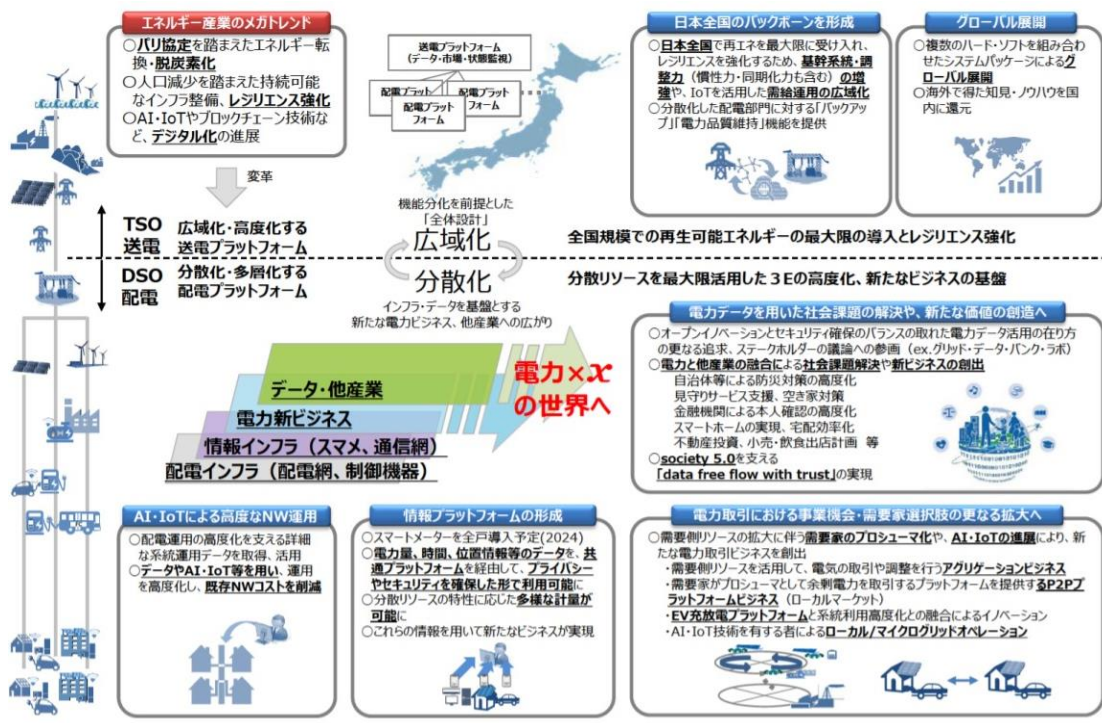 エネルギー産業のメガトレンド
○パリ協定を踏まえたエネルギー転
換・脱炭素化
○人口減少を踏まえた持続可能
なインフラ整備、レジリエンス強化
○AI・IoTやブロックチェーン技術な
ど、デジタル化の進展
変革
送電プラットフォーム
(データ・市場・状態監視)
配電プラット
フォーム
配電プラット
フォーム
配電プラット
フォーム
日本全国のバックボーンを形成
○日本全国で再エネを最大限に受け入れ、
レジリエンスを強化するため、基幹系統・調
整力(慣性力・同期化力も含む)の増
強や、IoTを活用した需給運用の広域化
○分散化した配電部門に対する「バックアッ
プ」「電力品質維持」機能を提供
グローバル展開
○複数のハード・ソフトを組み合わ
せたシステムパッケージによるグ
ローバル展開
○海外で得た知見・ノウハウを国
内に還元
TSO
送電
広域化・高度化する
送電プラットフォーム
機能分化を前提とした
「全体設計」
広域化
全国規模での再生可能エネルギーの最大限の導入とレジリエンス強化
DSO
配電
分散化・多層化する
配電プラットフォーム
分散化
分散リソースを最大限活用した3Eの高度化、新たなビジネスの基盤
インフラ・データを基盤とする
新たな電力ビジネス、他産業への広がり
データ・他産業
電力新ビジネス
情報インフラ(スマメ、通信網)
配電インフラ(配電網、制御機器)
電力×x
の世界へ
電力データを用いた社会課題の解決や、新たな価値の創造へ
○オープンイノベーションとセキュリティ確保のバランスの取れた電力データ活用の在り方
の更なる追求、ステークホルダーの議論への参画(ex.グリッド・データ・バンク・ラボ)
○電力と他産業の融合による社会課題解決や新ビジネスの創出
自治体等による防災対策の高度化
見守りサービス支援、空き家対策
金融機関による本人確認の高度化
スマートホームの実現、宅配効率化
不動産投資、小売・飲食出店計画 等
○society 5.0を支える
「data free flow with trust」の実現
AI・IoTによる高度なNW運用
○配電運用の高度化を支える詳細
な系統運用データを取得、活用
○データやAI・IoT等を用い、運用
を高度化し、既存NWコストを削減
情報プラットフォームの形成
○スマートメーターを全戸導入予定(2024)
○電力量、時間、位置情報等のデータを、共
通プラットフォームを経由して、プライバシー
やセキュリティを確保した形で利用可能に
○分散リソースの特性に応じた多様な計量が
可能に
○これらの情報を用いて新たなビジネスが実現
電力取引における事業機会・需要家選択肢の更なる拡大へ
○需要側リソースの拡大に伴う需要家のプロシューマ化や、AI・IoTの進展により、新
たな電力取引ビジネスを創出
・需要側リソースを活用して、電気の取引や調整を行うアグリゲーションビジネス
・需要家がプロシューマとして余剰電力を取引するプラットフォームを提供するP2Pプ
ラットフォームビジネス(ローカルマーケット)
・EV充放電プラットフォームと系統利用高度化との融合によるイノベーション
・AI・IoT技術を有する者によるローカル/マイクログリッドオペレーション